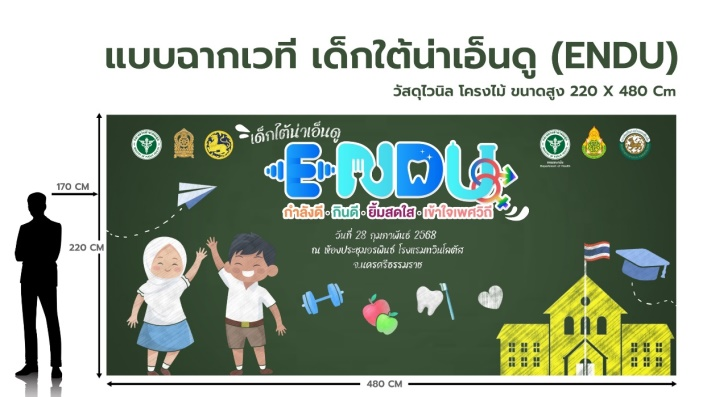 แบบฉากเวที เด็กใต้น่าเอ็นดู (ENDU)
วัสดุไวนิล โครงไม้ ขนาดสูง 220 X 480 Cm
เด็กใต้น่าเอ็นดู
ENDU
กำลังดี · กินดี · ยิ้มสดใส · เข้าใจเพศวิถี
วันที่ 28 กุมภาพันธ์ 2568
ณ ห้องประชุมอรพินธ์ โรงแรมทวินโลตัส
จ.นครศรีธรรมราช
170 CM
220 CM
480 CM